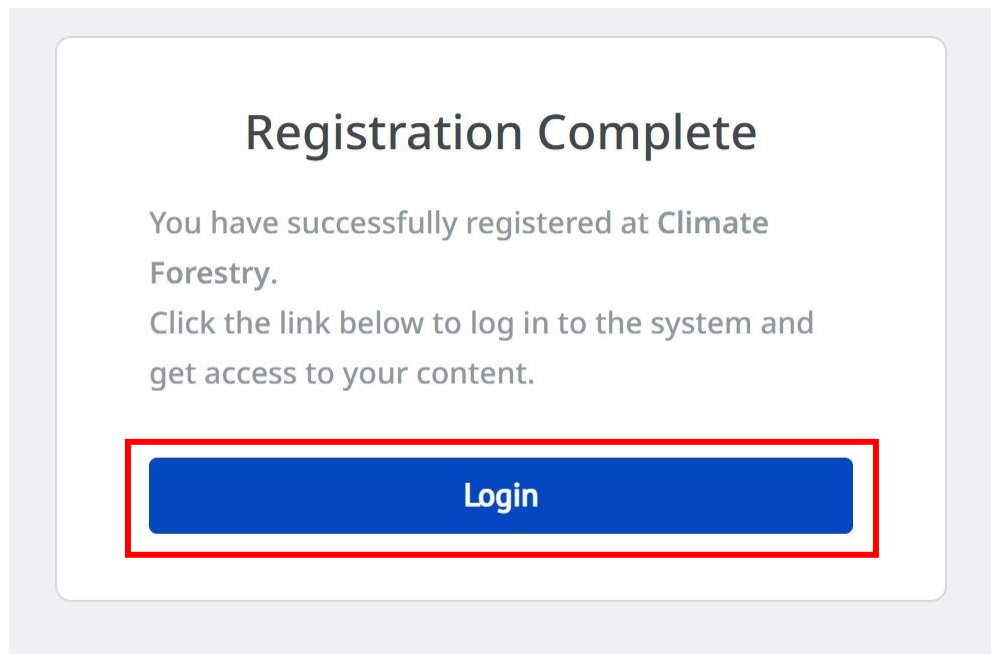 Registration Complete
You have successfully registered at Climate
Forestry.
Click the link below to log in to the system and
get access to your content.
Login